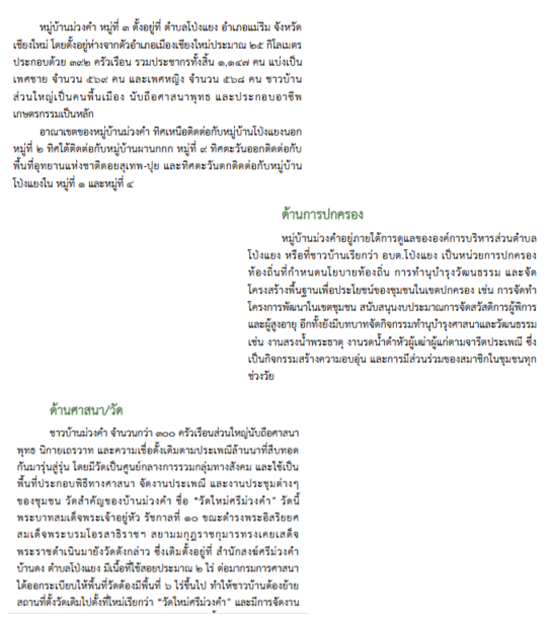 หมู่บ้านม่วงคำ หมู่ที่ ๓ ตั้งอยู่ที่ ตำบลโป่งแยง อำเภอแม่ริม จังหวัด
เชียงใหม่ โดยตั้งอยู่ห่างจากตัวอำเภอเมืองเชียงใหม่ประมาณ ๒๕ กิโลเมตร
ประกอบด้วย ๓๙๒ ครัวเรือน รวมประชากรทั้งสิ้น ๑,๑๔๗ คน แบ่งเป็น
เพศชาย จำนวน ๕๖๙ คน และเพศหญิง จำนวน ๕๖๘ คน ชาวบ้าน
ส่วนใหญ่เป็นคนพื้นเมือง นับถือศาสนาพุทธ และประกอบอาชีพ
เกษตรกรรมเป็นหลัก
อาณาเขตของหมู่บ้านม่วงคำ ทิศเหนือติดต่อกับหมู่บ้านโป่งแยงนอก
หมู่ที่ ๒ ทิศใต้ติดต่อกับหมู่บ้านผานกกก หมู่ที่ ๙ ทิศตะวันออกติดต่อกับ
พื้นที่อุทยานแห่งชาติดอยสุเทพ-ปุย และทิศตะวันตกติดต่อกับหมู่บ้าน
โป่งแยงใน หมู่ที่ ๑ และหมู่ที่ ๔
ด้านการปกครอง
หมู่บ้านม่วงคำอยู่ภายใต้การดูแลขององค์การบริหารส่วนตำบล
โป่งแยง หรือที่ชาวบ้านเรียกว่า อบต.โป่งแยง เป็นหน่วยการปกครอง
ท้องถิ่นที่กำหนดนโยบายท้องถิ่น การทำนุบำรุงวัฒนธรรม และจัด
โครงสร้างพื้นฐานเพื่อประโยชน์ของชุมชนในเขตปกครอง เช่น การจัดทำ
โครงการพัฒนาในเขตชุมชน สนับสนุนงบประมาณการจัดสวัสดิการผู้พิการ
และผู้สูงอายุ อีกทั้งยังมีบทบาทจัดกิจกรรมทำนุบำรุงศาสนาและวัฒนธรรม
เช่น งานสรงน้ำพระธาตุ งานรดน้ำดำหัวผู้เฒ่าผู้แก่ตามจารีตประเพณี ซึ่ง
เป็นกิจกรรมสร้างความอบอุ่น และการมีส่วนร่วมของสมาชิกในชุมชนทุก
ช่วงวัย
ด้านศาสนา/วัด
ชาวบ้านม่วงคำ จำนวนกว่า ๓๐๐ ครัวเรือนส่วนใหญ่นับถือศาสนา
พุทธ นิกายเถรวาท และความเชื่อดั้งเดิมตามประเพณีล้านนาที่สืบทอด
กันมารุ่นสู่รุ่น โดยมีวัดเป็นศูนย์กลางการรวมกลุ่มทางสังคม และใช้เป็น
พื้นที่ประกอบพิธีทางศาสนา จัดงานประเพณี และงานประชุมต่างๆ
ของชุมชน วัดสำคัญของบ้านม่วงคำ ชื่อ “วัดใหม่ศรีม่วงคำ” วัดนี้
พระบาทสมเด็จพระเจ้าอยู่หัว รัชกาลที่ ๑๐ ขณะดำรงพระอิสริยยศ
สมเด็จพระบรมโอรสาธิราชฯ สยามมกุฎราชกุมารทรงเคยเสด็จ
พระราชดำเนินมายังวัดดังกล่าว ซึ่งเดิมตั้งอยู่ที่ สำนักสงฆ์ศรีม่วงคำ
บ้านดง ตำบลโป่งแยง มีเนื้อที่ใช้สอยประมาณ ๒ ไร่ ต่อมากรมการศาสนา
ได้ออกระเบียบให้พื้นที่วัดต้องมีพื้นที่ ๖ ไร่ขึ้นไป ทำให้ชาวบ้านต้องย้าย
สถานที่ตั้งวัดเดิมไปตั้งที่ใหม่เรียกว่า “วัดใหม่ศรีม่วงคำ” และมีการจัดงาน